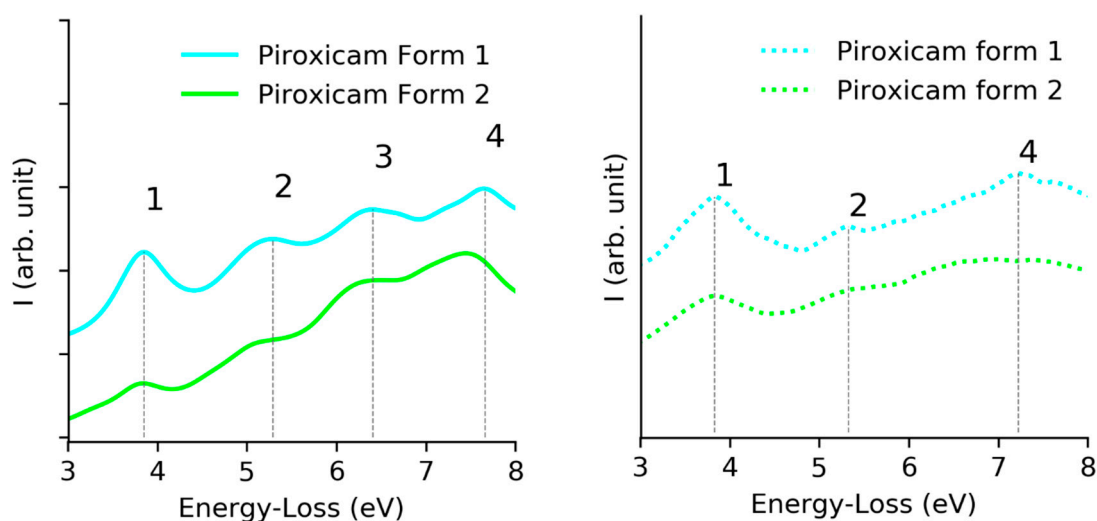 Piroxicam Form 1
Piroxicam Form 2
1
2
3
4
I (arb. unit)
3 4 5 6 7 8
Energy-Loss (eV)
Piroxicam form 1
Piroxicam form 2
1
2
4
I (arb. unit)
3 4 5 6 7 8
Energy-Loss (eV)